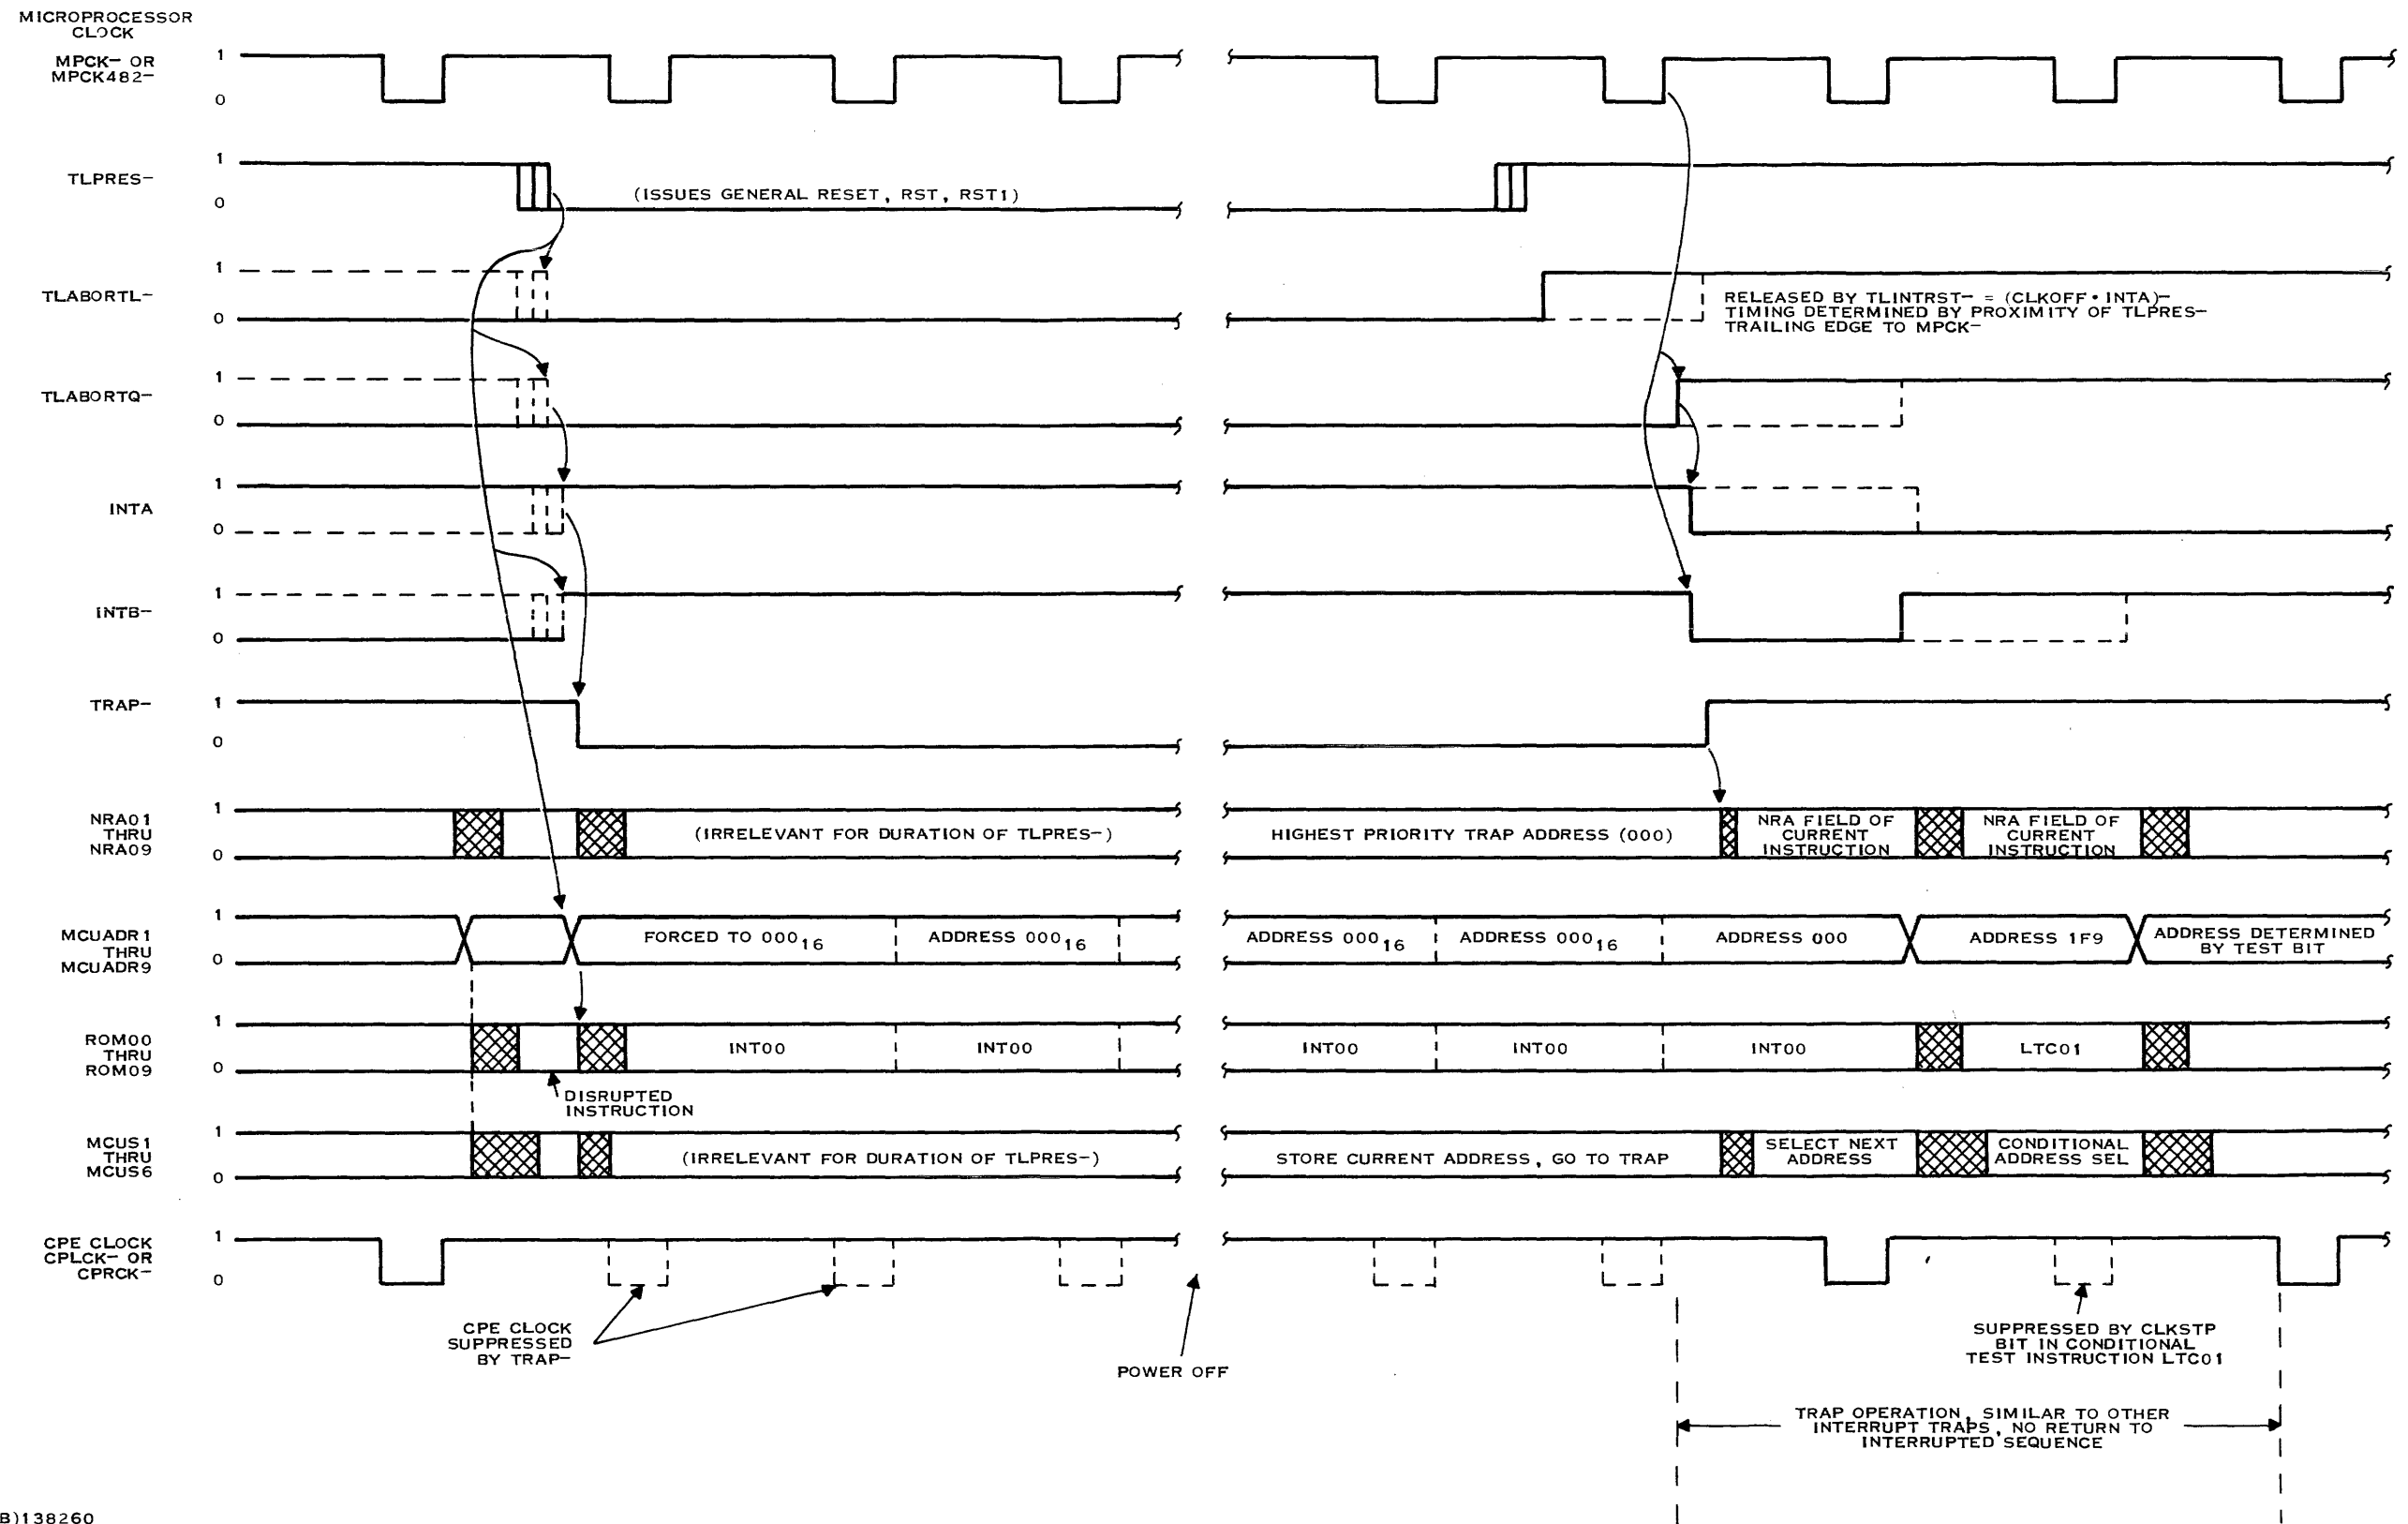 MICROPROCESSOR
CLOCK
MPCK- OR
MPCK482-
1
0
TLPRES-
1
0
(ISSUES GENERAL RESET, RST, RST1)
TLABORTL-
1
0
RELEASED BY TLINTRST- = (CLKOFF•INTA)-
TIMING DETERMINED BY PROXIMITY OF TLPRES-
TRAILING EDGE TO MPCK-
TLABORTQ-
1
0
INTA
1
0
INTB-
1
0
TRAP-
1
0
NRA01
THRU
NRA09
1
0
(IRRELEVANT FOR DURATION OF TLPRES-)
HIGHEST PRIORITY TRAP ADDRESS (000)
NRA FIELD OF
CURRENT
INSTRUCTION
NRA FIELD OF
CURRENT
INSTRUCTION
MCUADR1
THRU
MCUADR9
1
0
FORCED TO 000 16
ADDRESS 000 16
ADDRESS 000 16
ADDRESS 000 16
ADDRESS 000
ADDRESS 1F9
ADDRESS DETERMINED
BY TEST BIT
ROM00
THRU
ROM09
1
0
INT00
INT00
INT00
INT00
INT00
LTC01
DISRUPTED
INSTRUCTION
MCUS1
THRU
MCUS6
1
0
(IRRELEVANT FOR DURATION OF TLPRES-)
STORE CURRENT ADDRESS, GO TO TRAP
SELECT NEXT
ADDRESS
CONDITIONAL
ADDRESS SEL
CPE CLOCK
CPLCK- OR
CPRCK-
1
0
CPE CLOCK
SUPPRESSED
BY TRAP-
POWER OFF
SUPPRESSED BY CLKSTP
BIT IN CONDITIONAL
TEST INSTRUCTION LTC01
TRAP OPERATION, SIMILAR TO OTHER
INTERRUPT TRAPS, NO RETURN TO
INTERRUPTED SEQUENCE
B)138260